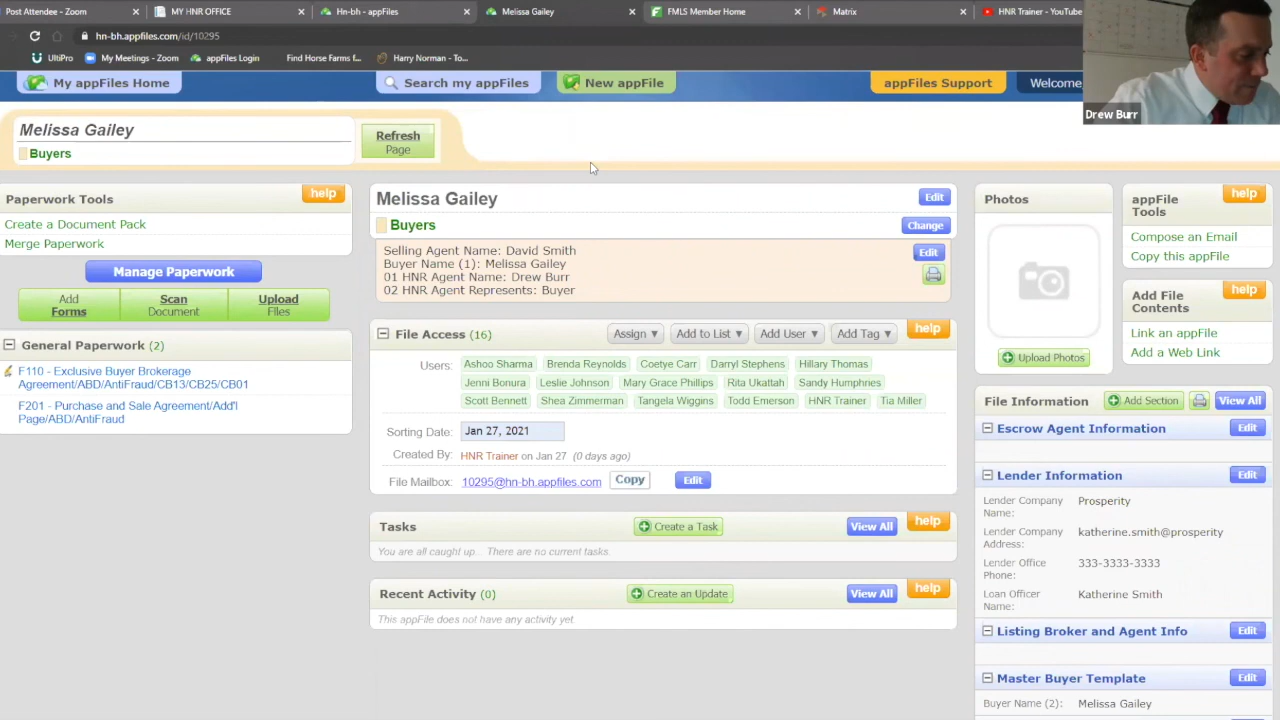 Post Attendee - Zoom
MY HNR OFFICE
Hn-bh - appFiles
Melissa Gailey
FMLS Member Home
Matrix
HNR Trainer - YouTube
hn-bh.appfiles.com/id/10295
UltiPro
My Meetings - Zoom
appFiles Login
Find Horse Farms f...
Harry Norman - To...
My appFiles Home
Search my appFiles
New appFile
appFiles Support
Welcome
Drew Burr
Melissa Gailey
Buyers
Refresh
Page
Paperwork Tools
help
Create a Document Pack
Merge Paperwork
Manage Paperwork
Add
Forms
Scan
Document
Upload
Files
General Paperwork (2)
F110 - Exclusive Buyer Brokerage
Agreement/ABD/AntiFraud/CB13/CB25/CB01
F201 - Purchase and Sale Agreement/Add'l
Page/ABD/AntiFraud
Melissa Gailey
Edit
Buyers
Change
Selling Agent Name: David Smith
Edit
Buyer Name (1): Melissa Gailey
01 HNR Agent Name: Drew Burr
02 HNR Agent Represents: Buyer
File Access (16)
Assign ▾
Add to List ▾
Add User ▾
Add Tag ▾
help
Users:
Ashoo Sharma
Brenda Reynolds
Coetye Carr
Darryl Stephens
Hillary Thomas
Jenni Bonura
Leslie Johnson
Mary Grace Phillips
Rita Ukattah
Sandy Humphries
Scott Bennett
Shea Zimmerman
Tangela Wiggins
Todd Emerson
HNR Trainer
Tia Miller
Sorting Date: Jan 27, 2021
Created By: HNR Trainer on Jan 27 (0 days ago)
File Mailbox: 10295@hn-bh.appfiles.com Copy Edit
Tasks
Create a Task
View All
help
You are all caught up... There are no current tasks.
Recent Activity (0)
Create an Update
View All
help
This appFile does not have any activity yet
Photos
Upload Photos
appFile
Tools
help
Compose an Email
Copy this appFile
Add File
Contents
help
Link an appFile
Add a Web Link
File Information
Add Section
View All
Escrow Agent Information
Edit
Lender Information
Edit
Lender Company
Name:
Prosperity
Lender Company
Address:
katherine.smith@prosperity
Lender Office
Phone:
333-3333-3333
Loan Officer
Name:
Katherine Smith
Listing Broker and Agent Info
Edit
Master Buyer Template
Edit
Buyer Name (2): Melissa Gailey